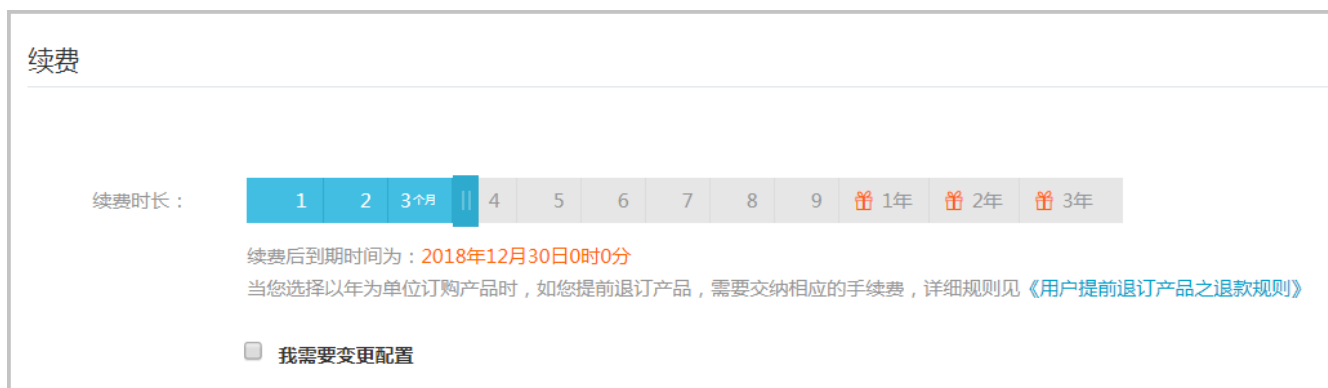 续费
续费时长： 1 2 3个月 4 5 6 7 8 9 1年 2年 3年
续费后到期时间为：2018年12月30日0时0分
当您选择以年为单位订购产品时，如您提前退订产品，需要交纳相应的手续费，详细规则见《用户提前退订产品之退款规则》
我需要变更配置